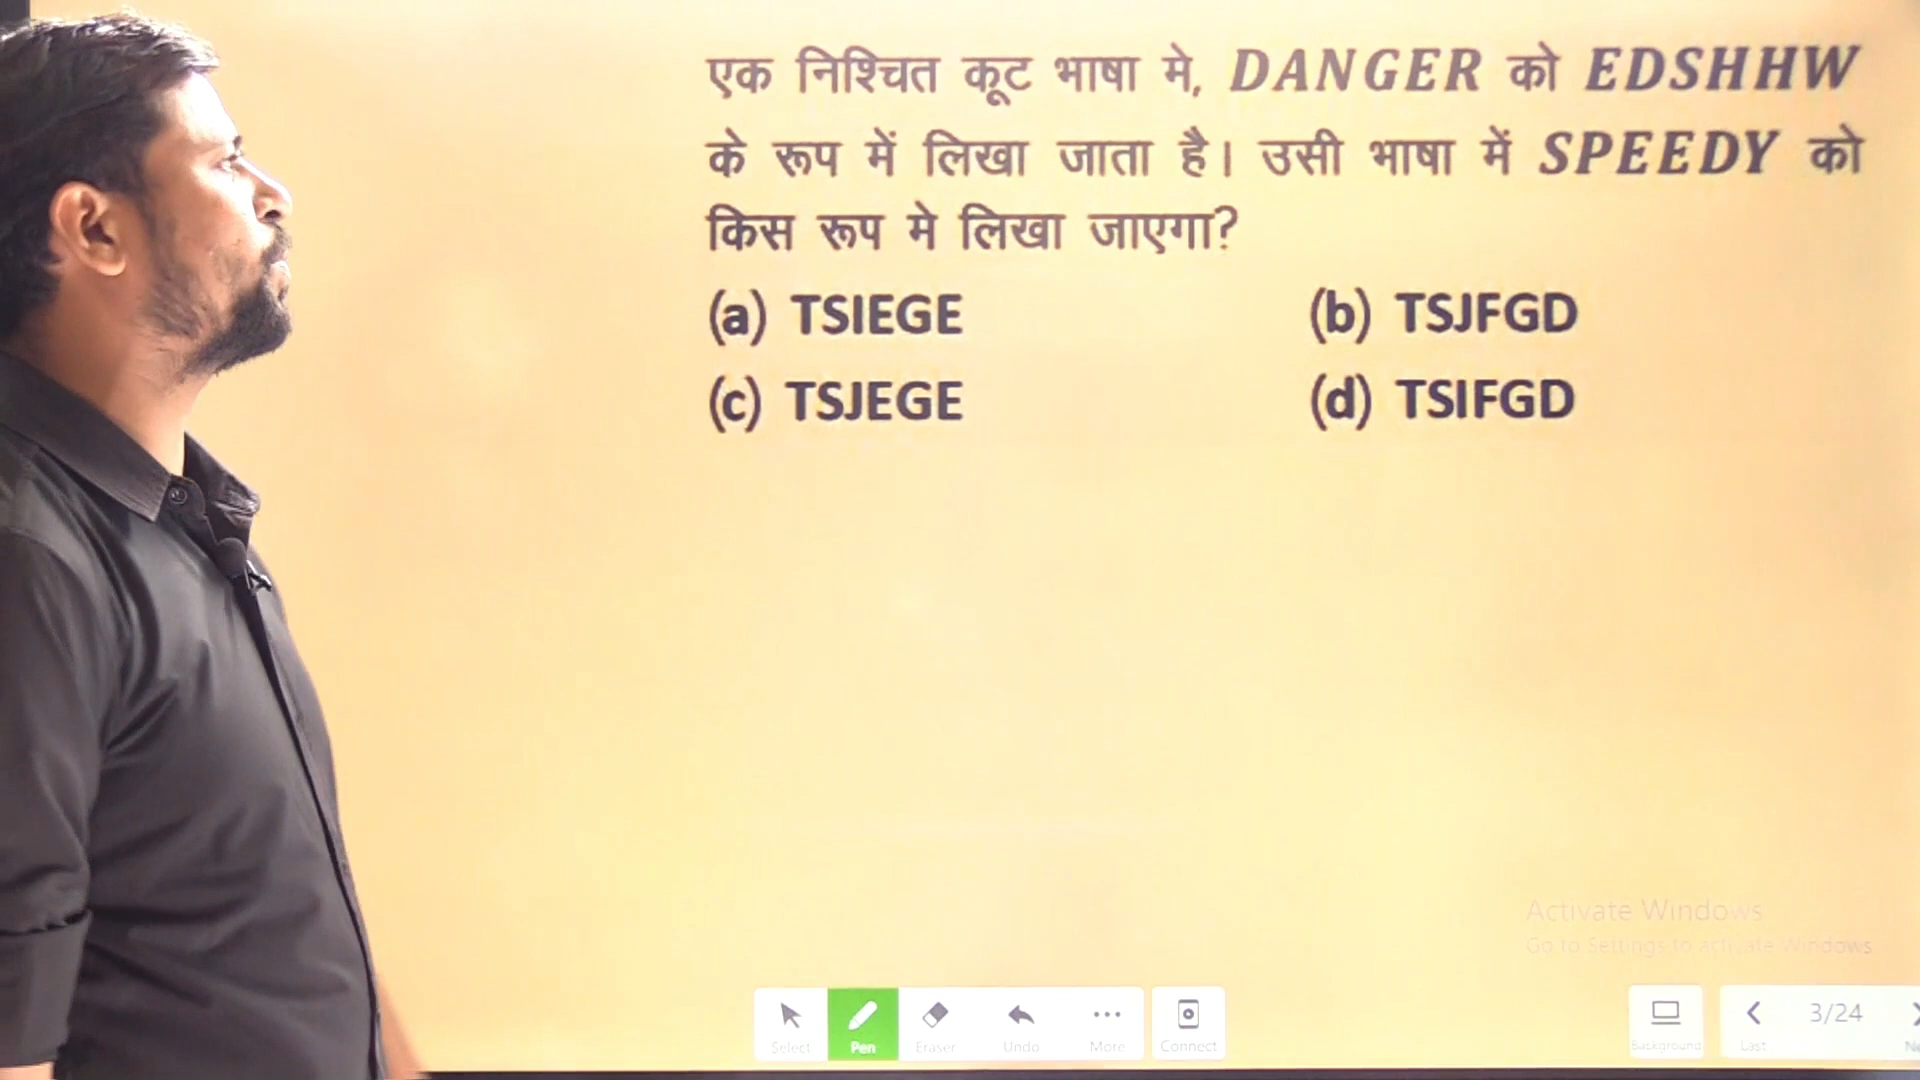 एक निश्चित कूट भाषा मे, DANGER को EDSHHW
के रूप में लिखा जाता है। उसी भाषा में SPEEDY को
किस रूप मे लिखा जाएगा?
(a) TSIEGE (b) TSJFGD
(c) TSJEGE (d) TSIFGD
Activate Windows
Go to Settings to activate Windows.
Select Pen Eraser Undo More Connect Background Last 3/24